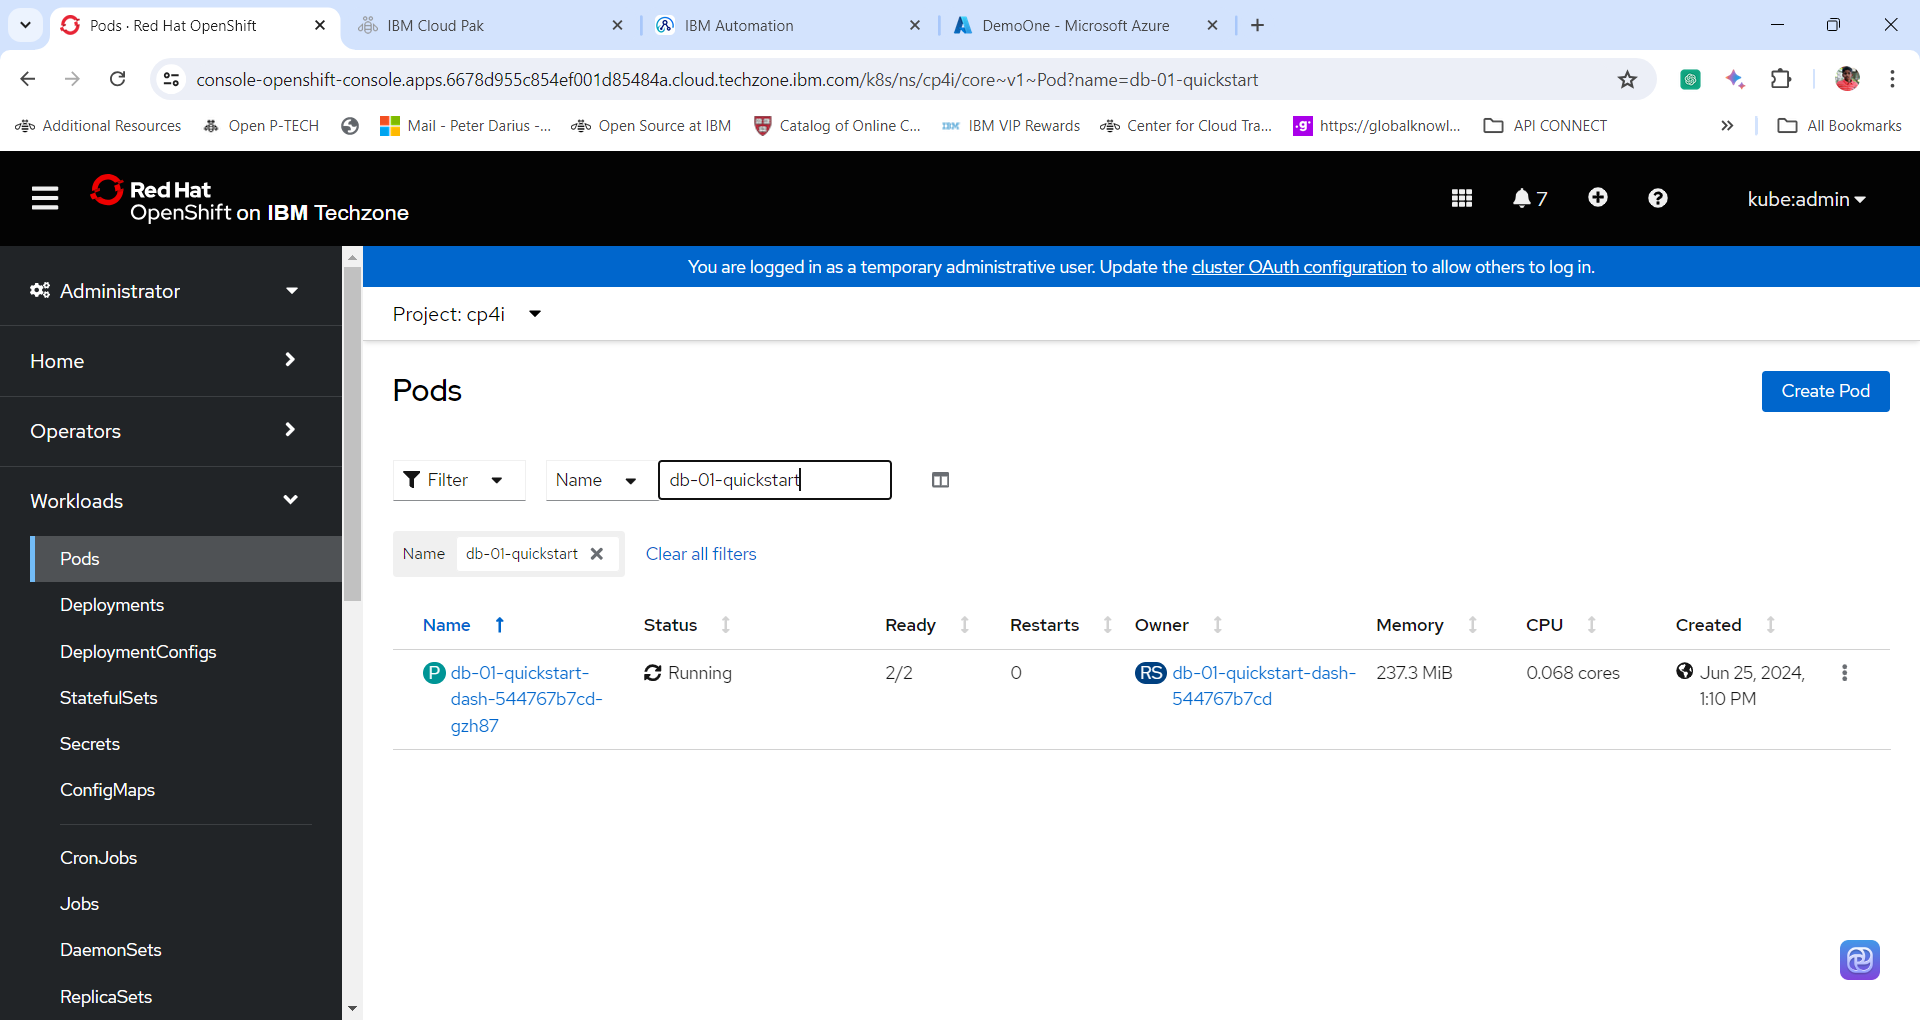 Pods · Red Hat OpenShift
IBM Cloud Pak
IBM Automation
DemoOne - Microsoft Azure
console-openshift-console.apps.6678d955c854ef001d85484a.cloud.techzone.ibm.com/k8s/ns/cp4i/core~v1~Pod?name=db-01-quickstart
Additional Resources
Open P-TECH
Mail - Peter Darius -...
Open Source at IBM
Catalog of Online C...
IBM VIP Rewards
Center for Cloud Tra...
https://globalknowl...
API CONNECT
All Bookmarks
Red Hat
OpenShift on IBM Techzone
7
kube:admin
You are logged in as a temporary administrative user. Update the cluster OAuth configuration to allow others to log in.
Administrator
Home
Operators
Workloads
Pods
Deployments
DeploymentConfigs
StatefulSets
Secrets
ConfigMaps
CronJobs
Jobs
DaemonSets
ReplicaSets
Project: cp4i
Pods
Create Pod
Filter
Name
db-01-quickstart
Name db-01-quickstart
Clear all filters
Name Status Ready Restarts Owner Memory CPU Created
P db-01-quickstart-
dash-544767b7cd-
gzh87
Running
2/2
0
RS db-01-quickstart-dash-
544767b7cd
237.3 MiB
0.068 cores
Jun 25, 2024,
1:10 PM